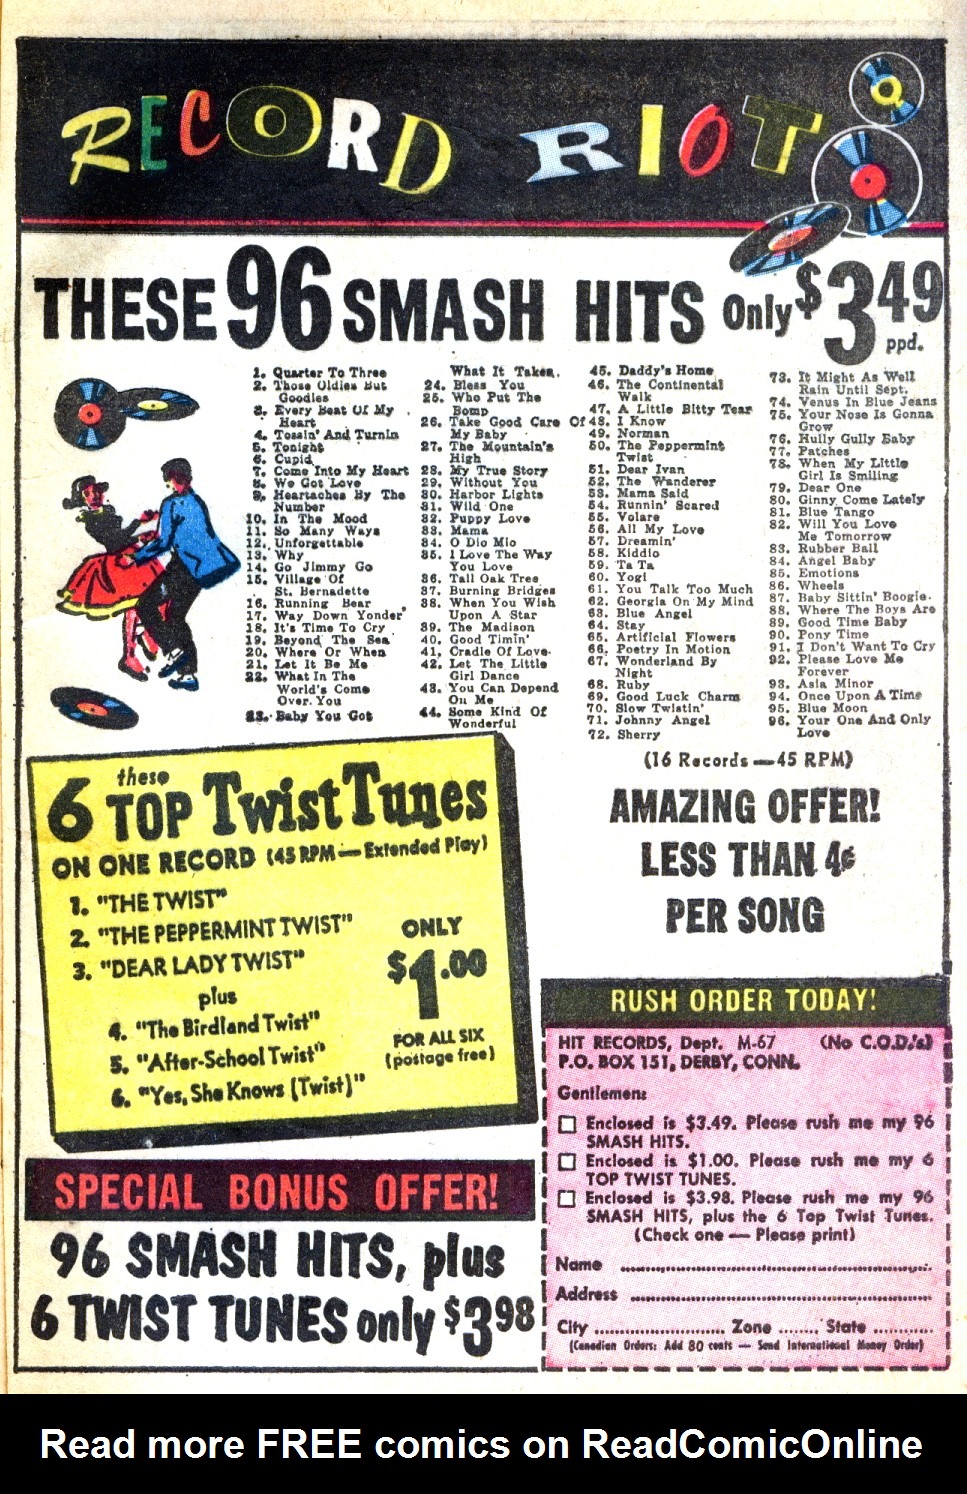 RECORD RIOT
THESE 96 SMASH HITS Only $3.49
ppd.
1. Quarter To Three
2. Those Oldies But
Goodies
3. Every Beat Of My
Heart
4. Tossin' And Turnin
5. Tonight
6. Cupid
7. Come Into My Heart
8. We Got Love
9. Heartaches By The
Number
10. In The Mood
11. So Many Ways
12. Unforgettable
13. Why
14. Go Jimmy Go
15. Village Of
St. Bernadette
16. Running Bear
17. Way Down Yonder
18. It's Time To Cry
19. Beyond The Sea
20. Where Or When
21. Let It Be Me
22. What In The
World's Come
Over. You
23. Baby You Got
What It Takes.
24. Bless You
25. Who Put The
Bomp
26. Take Good Care Of
My Baby
27. The Mountain's
High
28. My True Story
29. Without You
30. Harbor Lights
31. Wild One
32. Puppy Love
33. Mama
34. O Dio Mio
35. I Love The Way
You Love
36. Tall Oak Tree
37. Burning Bridges
38. When You Wish
Upon A Star
39. The Madison
40. Good Timin'
41. Cradle Of Love
42. Let The Little
Girl Dance
43. You Can Depend
On Me
44. Some Kind Of
Wonderful
45. Daddy's Home
46. The Continental
Walk
47. A Little Bitty Tear
48. I Know
49. Norman
50. The Peppermint
Twist
51. Dear Ivan
52. The Wanderer
53. Mama Said
54. Runnin' Scared
55. Volare
56. All My Love
57. Dreamin'
58. Kiddio
59. Ta Ta
60. Yogi
61. You Talk Too Much
62. Georgia On My Mind
63. Blue Angel
64. Stay
65. Artificial Flowers
66. Poetry In Motion
67. Wonderland By
Night
68. Ruby
69. Good Luck Charm
70. Slow Twistin'
71. Johnny Angel
72. Sherry
73. It Might As Well
Rain Until Sept.
74. Venus In Blue Jeans
75. Your Nose Is Gonna
Grow
76. Hully Gully Baby
77. Patches
78. When My Little
Girl Is Smiling
79. Dear One
80. Ginny Come Lately
81. Blue Tango
82. Will You Love
Me Tomorrow
83. Rubber Ball
84. Angel Baby
85. Emotions
86. Wheels
87. Baby Sittin' Boogie
88. Where The Boys Are
89. Good Time Baby
90. Pony Time
91. I Don't Want To Cry
92. Please Love Me
Forever
93. Asia Minor
94. Once Upon A Time
95. Blue Moon
96. Your One And Only
Love
(16 Records—45 RPM)
AMAZING OFFER!
LESS THAN 4¢
PER SONG
6 these TOP Twist Tunes
ON ONE RECORD (45 RPM—Extended Play)
1. "THE TWIST"
2. "THE PEPPERMINT TWIST"
3. "DEAR LADY TWIST"
plus
4. "The Birdland Twist"
5. "After-School Twist"
6. "Yes, She Knows (Twist)"
ONLY
$1.00
FOR ALL SIX
(postage free)
SPECIAL BONUS OFFER!
96 SMASH HITS, plus
6 TWIST TUNES only $3.98
RUSH ORDER TODAY!
HIT RECORDS, Dept. M-67 (No C.O.D.'s)
P.O. BOX 151, DERBY, CONN.
Gentlemen:
Enclosed is $3.49. Please rush me my 96
SMASH HITS.
Enclosed is $1.00. Please rush me my 6
TOP TWIST TUNES.
Enclosed is $3.98. Please rush me my 96
SMASH HITS, plus the 6 Top Twist Tunes.
(Check one — Please print)
Name
Address
City Zone State
(Canadian Orders: Add 80 cents — Send International Money Order)
Read more FREE comics on ReadComicOnline